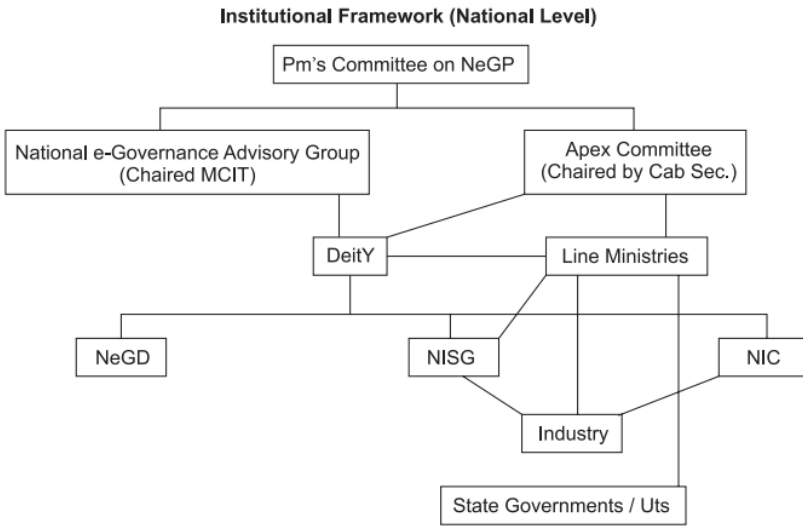 Institutional Framework (National Level)
Pm's Committee on NeGP
National e-Governance Advisory Group
(Chaired MCIT)
Apex Committee
(Chaired by Cab Sec.)
DeitY
Line Ministries
NeGD
NISG
NIC
Industry
State Governments / Uts